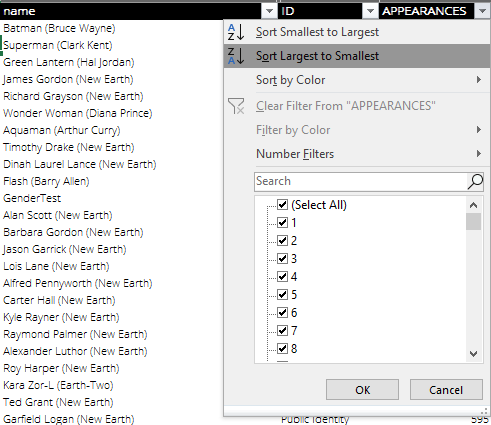 name ID APPEARANCES
Batman (Bruce Wayne)
Superman (Clark Kent)
Green Lantern (Hal Jordan)
James Gordon (New Earth)
Richard Grayson (New Earth)
Wonder Woman (Diana Prince)
Aquaman (Arthur Curry)
Timothy Drake (New Earth)
Dinah Laurel Lance (New Earth)
Flash (Barry Allen)
GenderTest
Alan Scott (New Earth)
Barbara Gordon (New Earth)
Jason Garrick (New Earth)
Lois Lane (New Earth)
Alfred Pennyworth (New Earth)
Carter Hall (New Earth)
Kyle Rayner (New Earth)
Raymond Palmer (New Earth)
Alexander Luthor (New Earth)
Roy Harper (New Earth)
Kara Zor-L (Earth-Two)
Ted Grant (New Earth)
Garfield Logan (New Earth) Public Identity 595
Sort Smallest to Largest
Sort Largest to Smallest
Sort by Color
Clear Filter From "APPEARANCES"
Filter by Color
Number Filters
Search
(Select All)
1
2
3
4
5
6
7
8
OK Cancel